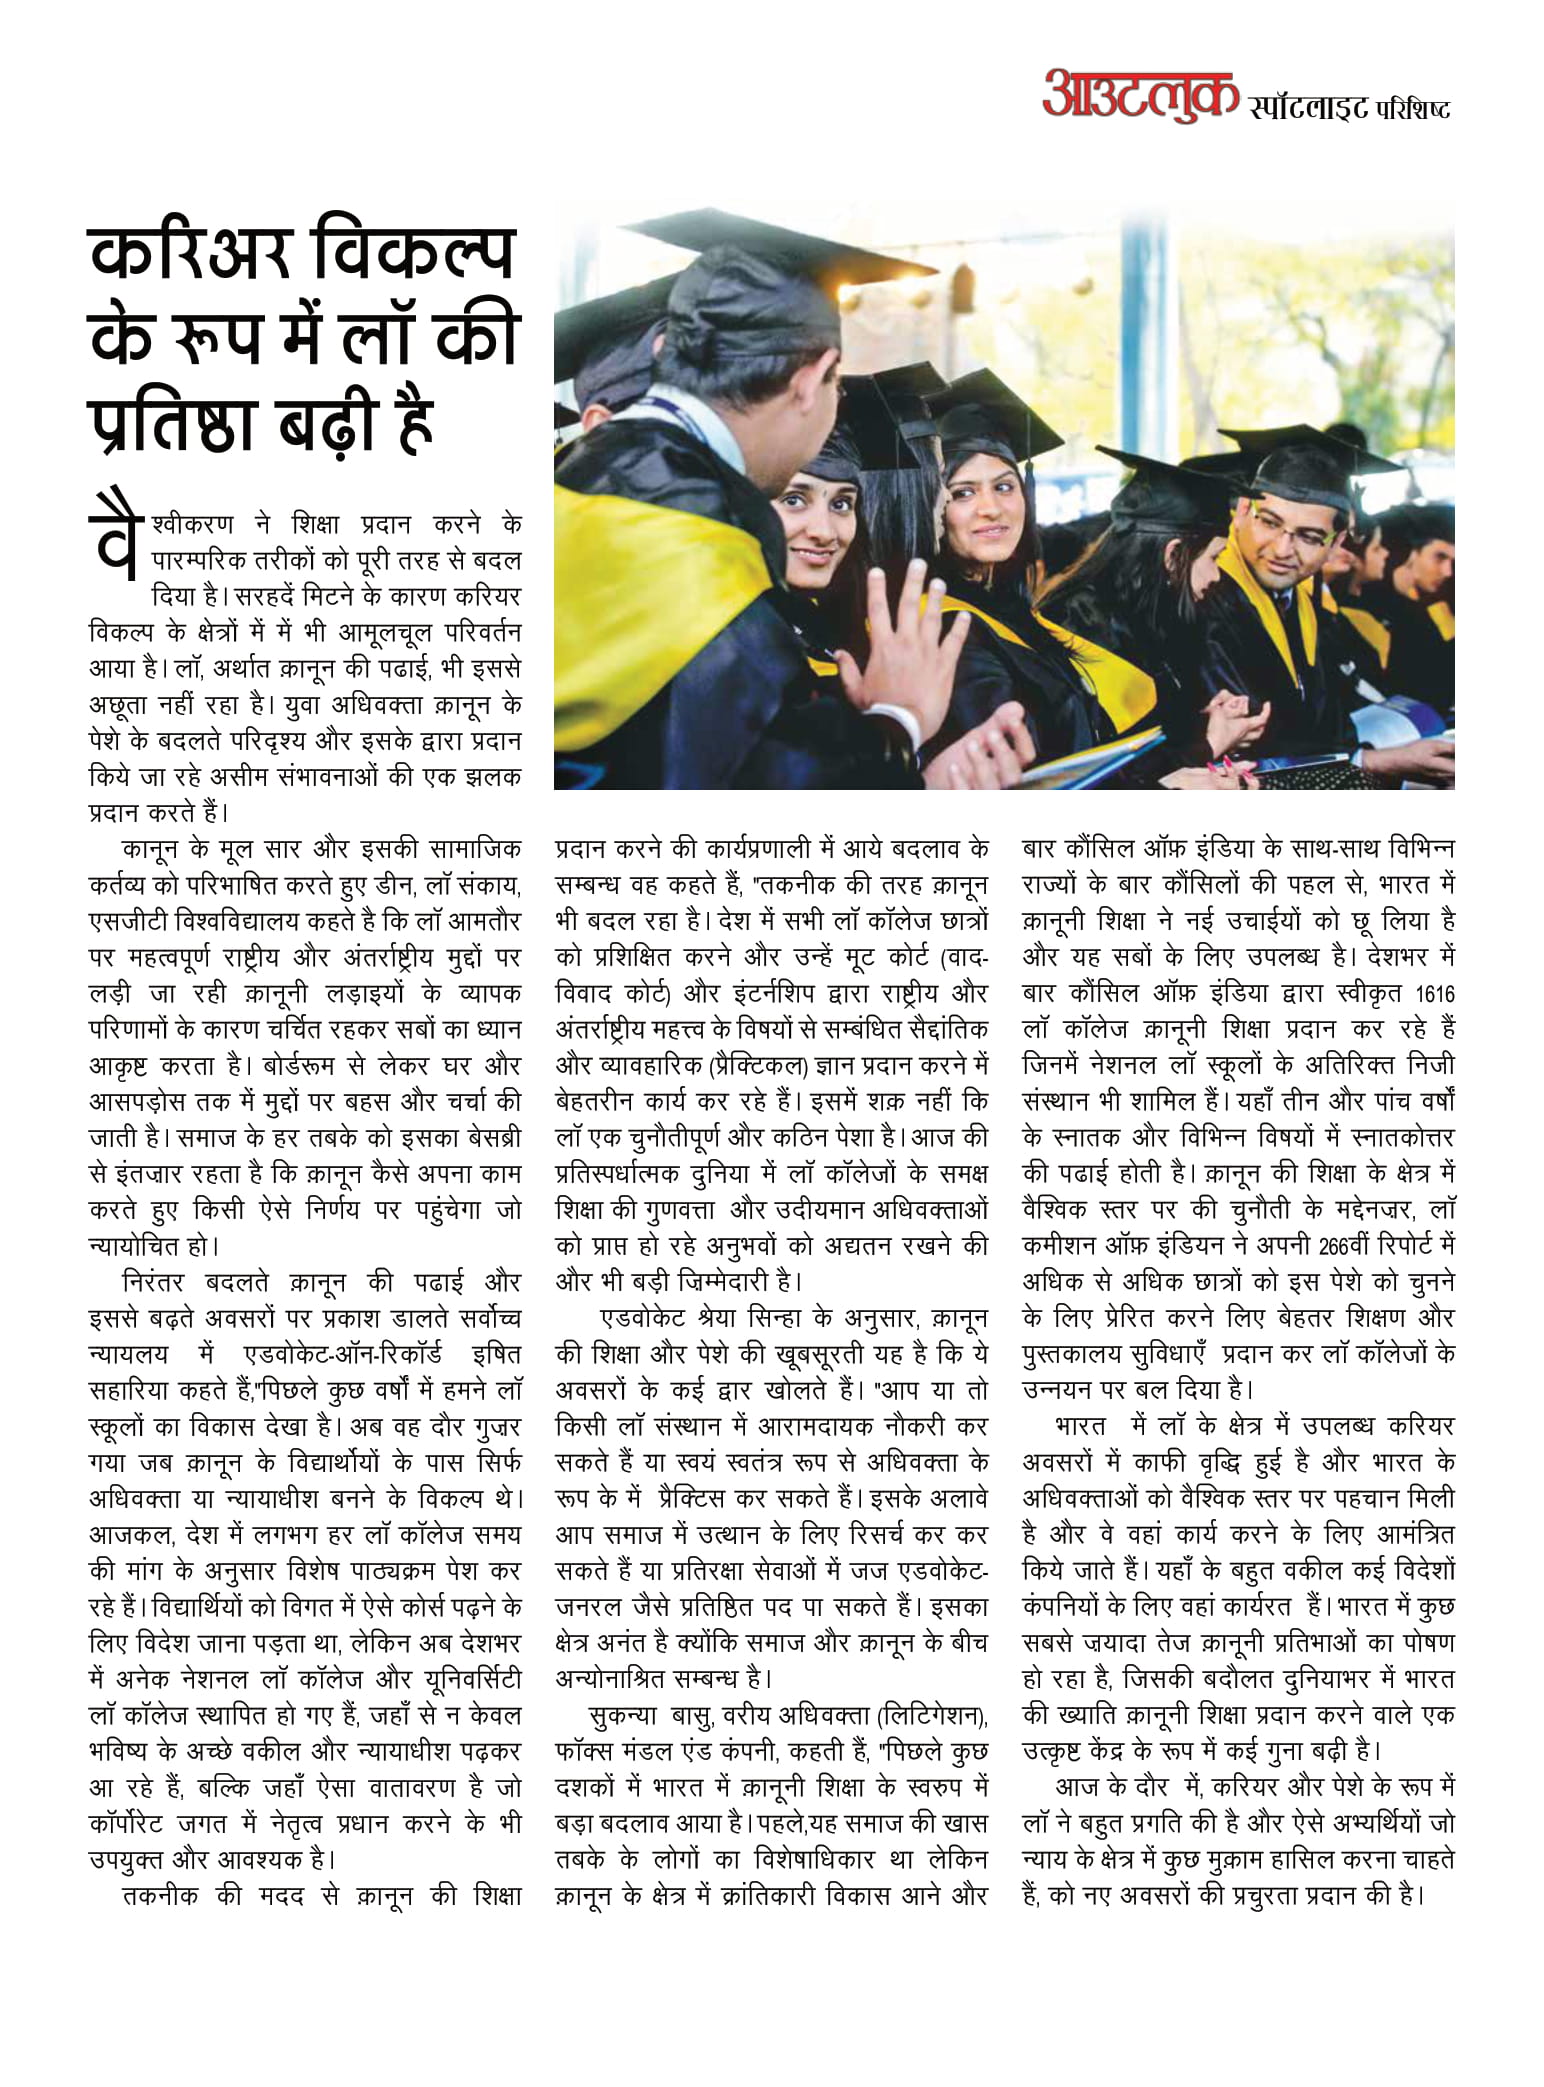 आउटलुक स्पॉटलाइट परिशिष्ट
करिअर विकल्प
के रूप में लॉ की
प्रतिष्ठा बढ़ी है
वैश्वीकरण ने शिक्षा प्रदान करने के
पारम्परिक तरीकों को पूरी तरह से बदल
दिया है। सरहदें मिटने के कारण करियर
विकल्प के क्षेत्रों में में भी आमूलचूल परिवर्तन
आया है। लॉ, अर्थात क़ानून की पढाई, भी इससे
अछूता नहीं रहा है। युवा अधिवक्ता क़ानून के
पेशे के बदलते परिदृश्य और इसके द्वारा प्रदान
किये जा रहे असीम संभावनाओं की एक झलक
प्रदान करते हैं।
कानून के मूल सार और इसकी सामाजिक
कर्तव्य को परिभाषित करते हुए डीन, लॉ संकाय,
एसजीटी विश्वविद्यालय कहते है कि लॉ आमतौर
पर महत्वपूर्ण राष्ट्रीय और अंतर्राष्ट्रीय मुद्दों पर
लड़ी जा रही क़ानूनी लड़ाइयों के व्यापक
परिणामों के कारण चर्चित रहकर सबों का ध्यान
आकृष्ट करता है। बोर्डरूम से लेकर घर और
आसपड़ोस तक में मुद्दों पर बहस और चर्चा की
जाती है। समाज के हर तबके को इसका बेसब्री
से इंतज़ार रहता है कि क़ानून कैसे अपना काम
करते हुए किसी ऐसे निर्णय पर पहुंचेगा जो
न्यायोचित हो।
निरंतर बदलते क़ानून की पढाई और
इससे बढ़ते अवसरों पर प्रकाश डालते सर्वोच्च
न्यायलय में एडवोकेट-ऑन-रिकॉर्ड इषित
सहारिया कहते हैं,"पिछले कुछ वर्षों में हमने लॉ
स्कूलों का विकास देखा है। अब वह दौर गुज़र
गया जब क़ानून के विद्यार्थीयों के पास सिर्फ
अधिवक्ता या न्यायाधीश बनने के विकल्प थे।
आजकल, देश में लगभग हर लॉ कॉलेज समय
की मांग के अनुसार विशेष पाठ्यक्रम पेश कर
रहे हैं। विद्यार्थियों को विगत में ऐसे कोर्स पढ़ने के
लिए विदेश जाना पड़ता था, लेकिन अब देशभर
में अनेक नेशनल लॉ कॉलेज और यूनिवर्सिटी
लॉ कॉलेज स्थापित हो गए हैं, जहाँ से न केवल
भविष्य के अच्छे वकील और न्यायाधीश पढ़कर
आ रहे हैं, बल्कि जहाँ ऐसा वातावरण है जो
कॉर्पोरेट जगत में नेतृत्व प्रधान करने के भी
उपयुक्त और आवश्यक है।
तकनीक की मदद से क़ानून की शिक्षा
प्रदान करने की कार्यप्रणाली में आये बदलाव के
सम्बन्ध वह कहते हैं, "तकनीक की तरह क़ानून
भी बदल रहा है। देश में सभी लॉ कॉलेज छात्रों
को प्रशिक्षित करने और उन्हें मूट कोर्ट (वाद-
विवाद कोर्ट) और इंटर्नशिप द्वारा राष्ट्रीय और
अंतर्राष्ट्रीय महत्त्व के विषयों से सम्बंधित सैद्दांतिक
और व्यावहारिक (प्रैक्टिकल) ज्ञान प्रदान करने में
बेहतरीन कार्य कर रहे हैं। इसमें शक़ नहीं कि
लॉ एक चुनौतीपूर्ण और कठिन पेशा है। आज की
प्रतिस्पर्धात्मक दुनिया में लॉ कॉलेजों के समक्ष
शिक्षा की गुणवत्ता और उदीयमान अधिवक्ताओं
को प्राप्त हो रहे अनुभवों को अद्यतन रखने की
और भी बड़ी ज़िम्मेदारी है।
एडवोकेट श्रेया सिन्हा के अनुसार, क़ानून
की शिक्षा और पेशे की खूबसूरती यह है कि ये
अवसरों के कई द्वार खोलते हैं। "आप या तो
किसी लॉ संस्थान में आरामदायक नौकरी कर
सकते हैं या स्वयं स्वतंत्र रूप से अधिवक्ता के
रूप के में प्रैक्टिस कर सकते हैं। इसके अलावे
आप समाज में उत्थान के लिए रिसर्च कर कर
सकते हैं या प्रतिरक्षा सेवाओं में जज एडवोकेट-
जनरल जैसे प्रतिष्ठित पद पा सकते हैं। इसका
क्षेत्र अनंत है क्योंकि समाज और क़ानून के बीच
अन्योनाश्रित सम्बन्ध है।
सुकन्या बासु, वरीय अधिवक्ता (लिटिगेशन),
फॉक्स मंडल एंड कंपनी, कहती हैं, "पिछले कुछ
दशकों में भारत में क़ानूनी शिक्षा के स्वरुप में
बड़ा बदलाव आया है। पहले,यह समाज की खास
तबके के लोगों का विशेषाधिकार था लेकिन
क़ानून के क्षेत्र में क्रांतिकारी विकास आने और
बार कौंसिल ऑफ़ इंडिया के साथ-साथ विभिन्न
राज्यों के बार कौंसिलों की पहल से, भारत में
क़ानूनी शिक्षा ने नई उचाईयों को छू लिया है
और यह सबों के लिए उपलब्ध है। देशभर में
बार कौंसिल ऑफ़ इंडिया द्वारा स्वीकृत 1616
लॉ कॉलेज क़ानूनी शिक्षा प्रदान कर रहे हैं
जिनमें नेशनल लॉ स्कूलों के अतिरिक्त निजी
संस्थान भी शामिल हैं। यहाँ तीन और पांच वर्षों
के स्नातक और विभिन्न विषयों में स्नातकोत्तर
की पढाई होती है। क़ानून की शिक्षा के क्षेत्र में
वैश्विक स्तर पर की चुनौती के मद्देनज़र, लॉ
कमीशन ऑफ़ इंडियन ने अपनी 266वीं रिपोर्ट में
अधिक से अधिक छात्रों को इस पेशे को चुनने
के लिए प्रेरित करने लिए बेहतर शिक्षण और
पुस्तकालय सुविधाएँ प्रदान कर लॉ कॉलेजों के
उन्नयन पर बल दिया है।
भारत में लॉ के क्षेत्र में उपलब्ध करियर
अवसरों में काफी वृद्धि हुई है और भारत के
अधिवक्ताओं को वैश्विक स्तर पर पहचान मिली
है और वे वहां कार्य करने के लिए आमंत्रित
किये जाते हैं। यहाँ के बहुत वकील कई विदेशों
कंपनियों के लिए वहां कार्यरत हैं। भारत में कुछ
सबसे ज़यादा तेज क़ानूनी प्रतिभाओं का पोषण
हो रहा है, जिसकी बदौलत दुनियाभर में भारत
की ख्याति क़ानूनी शिक्षा प्रदान करने वाले एक
उत्कृष्ट केंद्र के रूप में कई गुना बढ़ी है।
आज के दौर में, करियर और पेशे के रूप में
लॉ ने बहुत प्रगति की है और ऐसे अभ्यर्थियों जो
न्याय के क्षेत्र में कुछ मुक़ाम हासिल करना चाहते
हैं, को नए अवसरों की प्रचुरता प्रदान की है।